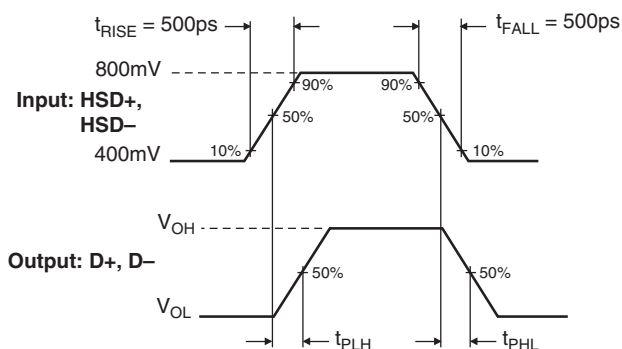 tRISE = 500ps
tFALL = 500ps
800mV
90%
90%
Input: HSD+,
HSD–
50%
50%
400mV
10%
10%
VOH
Output: D+, D–
50%
50%
VOL
tPLH
tPHL